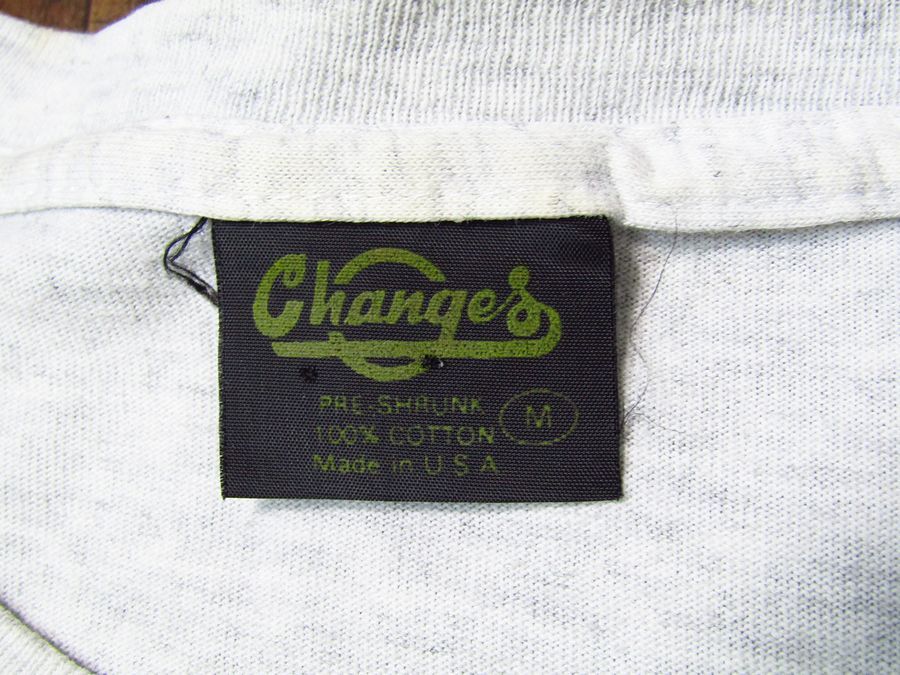 Changes
PRE-SHRUNK
100% COTTON
M
Made in U S A